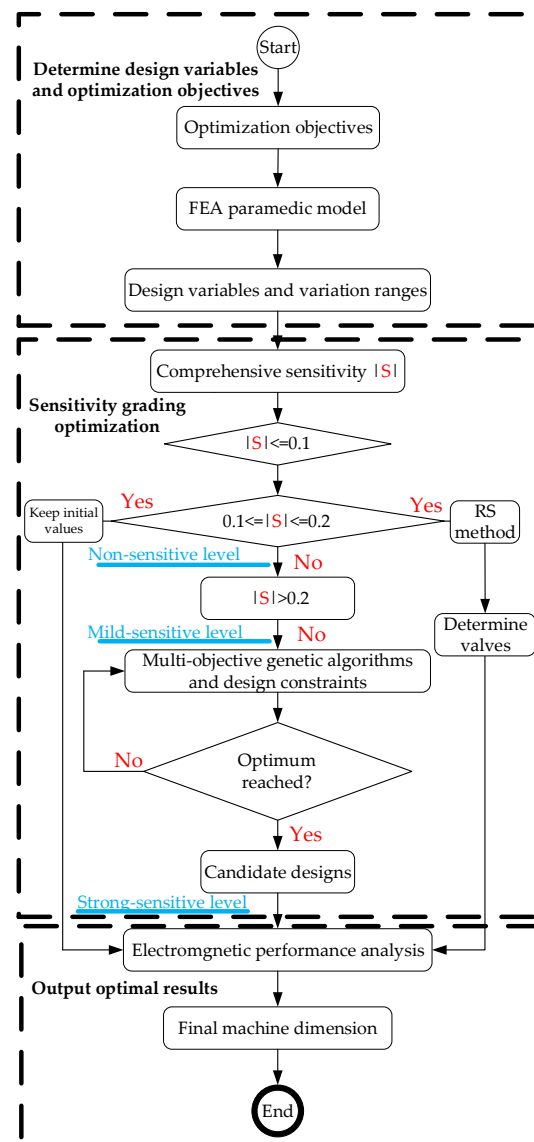 Start
Determine design variables
and optimization objectives
Optimization objectives
FEA paramedic model
Design variables and variation ranges
Comprehensive sensitivity |S|
Sensitivity grading
optimization
|S|<=0.1
Keep initial
values
Yes
0.1<=|S|<=0.2
Yes
RS
method
Non-sensitive level
No
|S|>0.2
Mild-sensitive level
No
Determine
valves
Multi-objective genetic algorithms
and design constraints
No
Optimum
reached?
Yes
Candidate designs
Strong-sensitive level
Electromgnetic performance analysis
Output optimal results
Final machine dimension
End